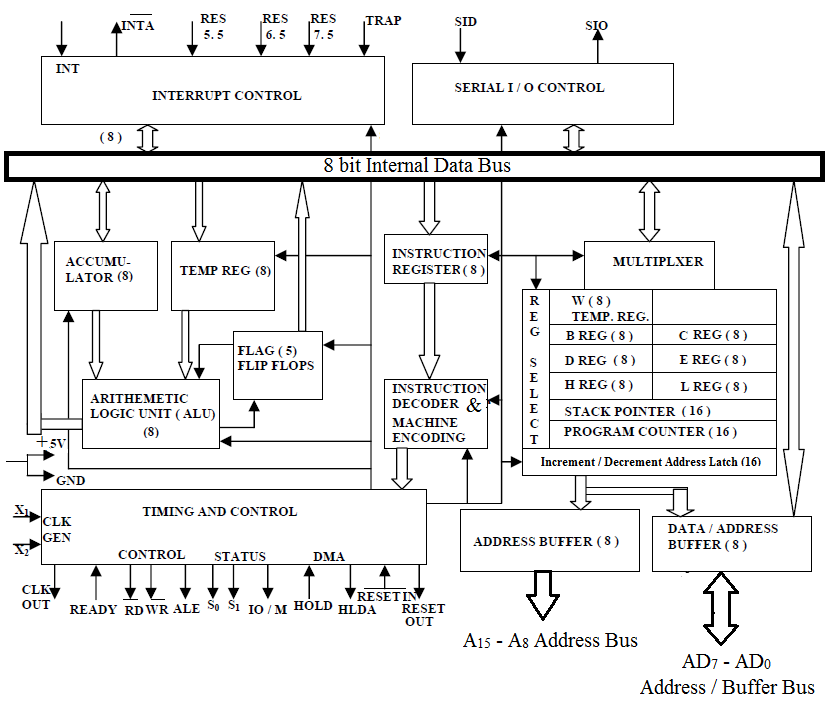 INTA
RES
5. 5
RES
6. 5
RES
7. 5
TRAP
SID
SIO
INT
INTERRUPT CONTROL
SERIAL I / O CONTROL
( 8 )
8 bit Internal Data Bus
ACCUMU-
LATOR (8)
TEMP REG (8)
INSTRUCTION
REGISTER ( 8 )
MULTIPLXER
FLAG ( 5)
FLIP FLOPS
REG SELECT
W ( 8 )
TEMP. REG.
B REG ( 8 )
C REG ( 8 )
D REG ( 8)
E REG ( 8 )
H REG ( 8 )
L REG ( 8 )
STACK POINTER ( 16 )
PROGRAM COUNTER ( 16 )
Increment / Decrement Address Latch (16)
ARITHEMETIC
LOGIC UNIT ( ALU)
(8)
INSTRUCTION
DECODER &
MACHINE
ENCODING
+ 5V
GND
X1
X2
CLK
GEN
TIMING AND CONTROL
CONTROL
STATUS
DMA
ADDRESS BUFFER ( 8 )
DATA / ADDRESS
BUFFER ( 8 )
CLK
OUT
READY
RD
WR
ALE
S0
S1
IO / M
HOLD
HLDA
RESET IN
RESET
OUT
A15 - A8 Address Bus
AD7 - AD0
Address / Buffer Bus